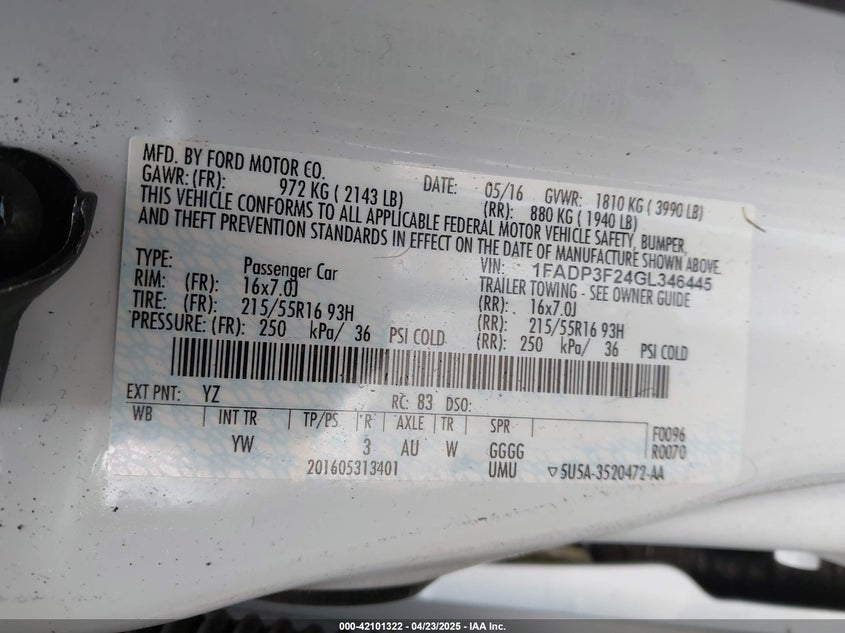 MFD. BY FORD MOTOR CO.
DATE: 05/16 GVWR: 1810 KG ( 3990 LB)
GAWR: (FR): 972 KG ( 2143 LB) (RR): 880 KG ( 1940 LB)
THIS VEHICLE CONFORMS TO ALL APPLICABLE FEDERAL MOTOR VEHICLE SAFETY, BUMPER,
AND THEFT PREVENTION STANDARDS IN EFFECT ON THE DATE OF MANUFACTURE SHOWN ABOVE.
VIN: 1FADP3F24GL346445
TYPE: Passenger Car TRAILER TOWING - SEE OWNER GUIDE
RIM: (FR): 16x7.0J (RR): 16x7.0J
TIRE: (FR): 215/55R16 93H (RR): 215/55R16 93H
PRESSURE: (FR): 250 kPa/ 36 PSI COLD (RR): 250 kPa/ 36 PSI COLD
EXT PNT: YZ RC: 83 DSO:
WB INT TR TP/PS R AXLE TR SPR F0096
YW 3 AU W GGGG R0070
201605313401 UMU ▽5U5A-3520472-AA
000-42101322 | 04/23/2025 - IAA Inc.